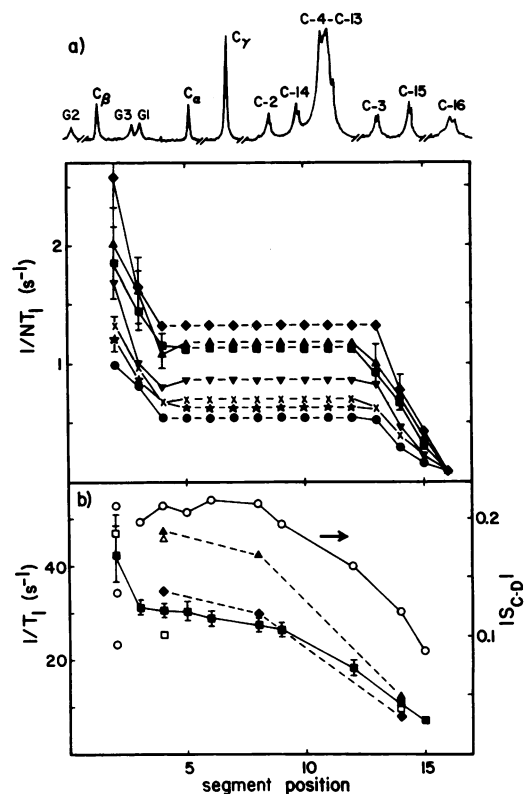 a)
G2
Cβ
G3
G1
Cα
Cγ
C-2
C-14
C-4-C-13
C-3
C-15
C-16
1/NT1 (s⁻¹)
2
1
b)
1/T1 (s⁻¹)
40
20
|SC-D|
0.2
0.1
5
10
15
segment position